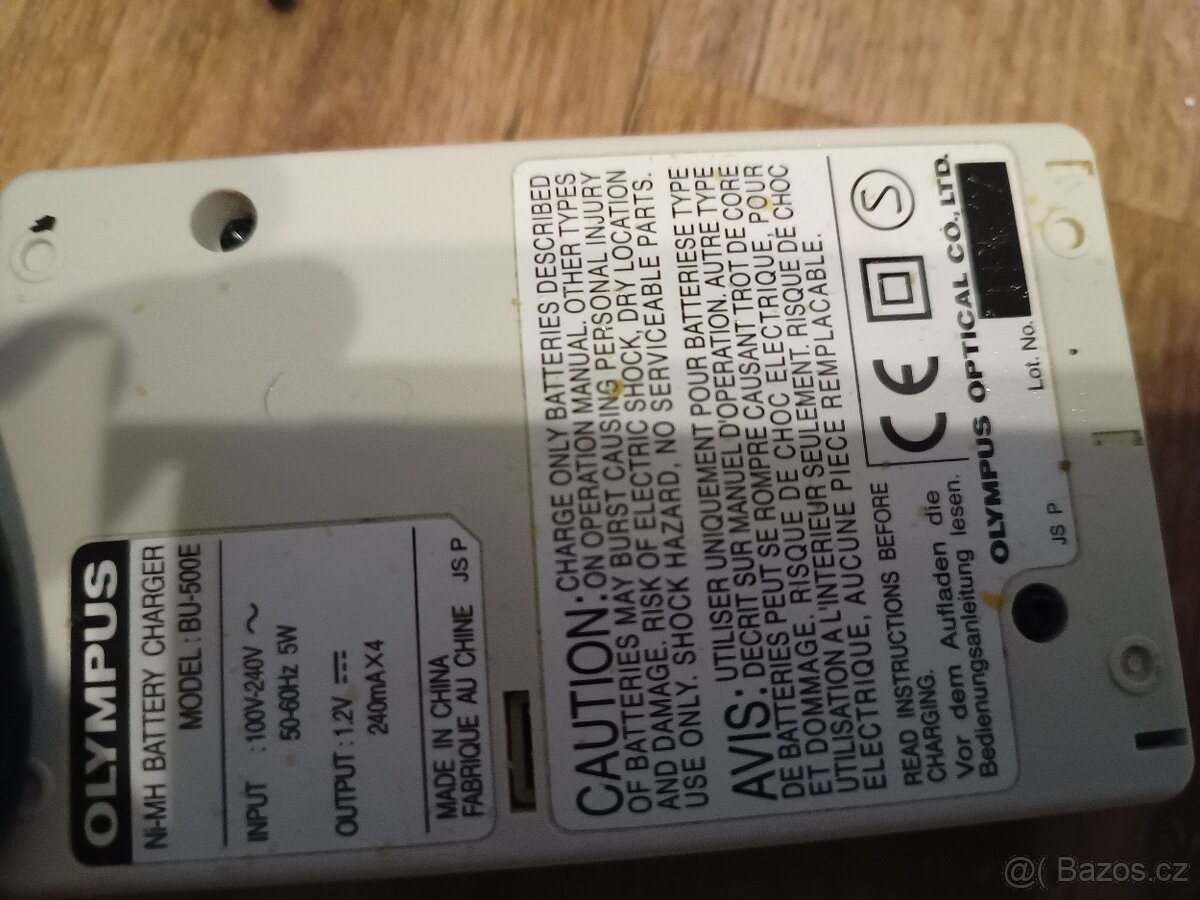 OLYMPUS
Ni-MH BATTERY CHARGER
MODEL : BU-500E
INPUT : 100V-240V ~
50-60Hz 5W
OUTPUT : 1.2V
240mAX4
MADE IN CHINA
FABRIQUE AU CHINE JS P
CAUTION: CHARGE ONLY BATTERIES DESCRIBED
ON OPERATION MANUAL. OTHER TYPES
OF BATTERIES MAY BURST CAUSING PERSONAL INJURY
AND DAMAGE. RISK OF ELECTRIC SHOCK, DRY LOCATION
USE ONLY. SHOCK HAZARD, NO SERVICEABLE PARTS.
AVIS: UTILISER UNIQUEMENT POUR BATTERIESE TYPE
DECRIT SUR MANUEL D'OPERATION. AUTRE TYPE
DE BATTERIES PEUT SE ROMPRE CAUSANT TROT DE CORE
ET DOMMAGE. RISQUE DE CHOC ELECTRIQUE, POUR
UTILISATION A L'INTERIEUR SEULEMENT. RISQUE DE CHOC
ELECTRIQUE, AUCUNE PIECE REMPLACABLE.
READ INSTRUCTIONS BEFORE
CHARGING.
Vor dem Aufladen die
Bedienungsanleitung lesen.
CE
S
OLYMPUS OPTICAL CO., LTD.
JS P
Lot. No.
@( Bazos.cz